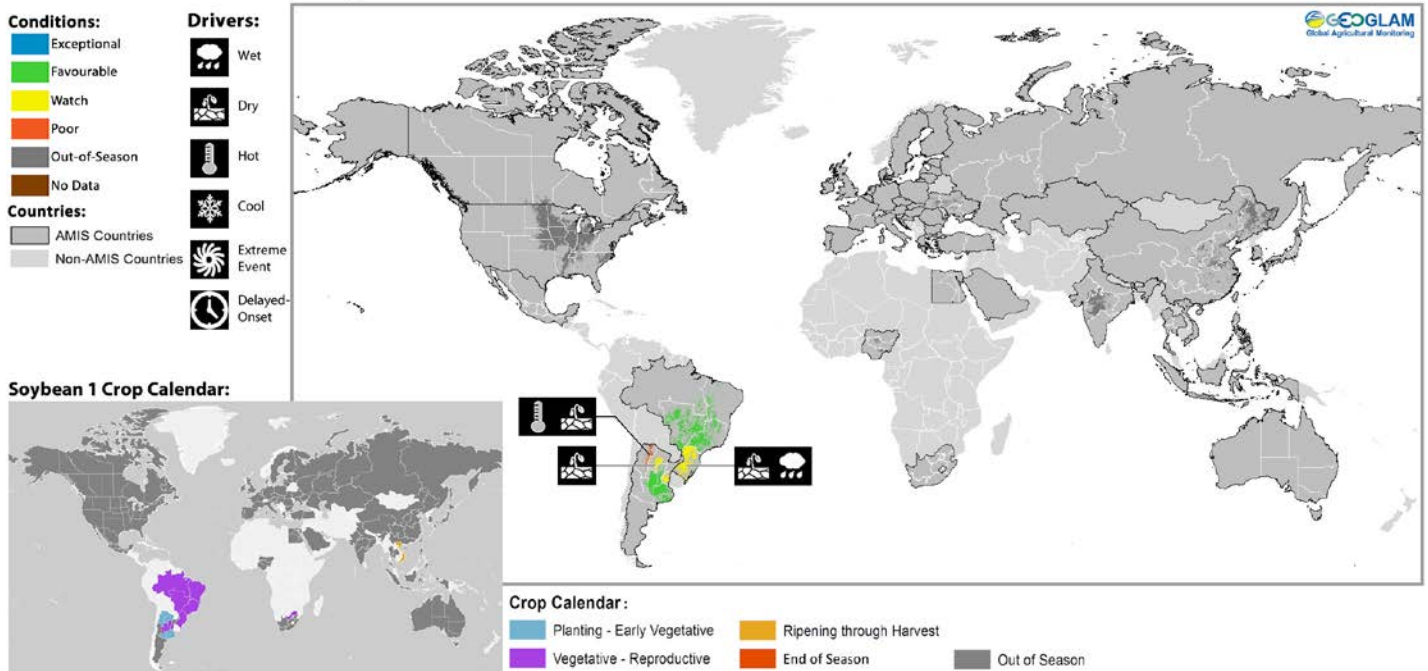 Conditions:
Exceptional
Favourable
Watch
Poor
Out-of-Season
No Data
Countries:
AMIS Countries
Non-AMIS Countries
Drivers:
Wet
Dry
Hot
Cool
Extreme
Event
Delayed-
Onset
GEOGLAM
Global Agricultural Monitoring
Soybean 1 Crop Calendar:
Crop Calendar:
Planting - Early Vegetative
Vegetative - Reproductive
Ripening through Harvest
End of Season
Out of Season